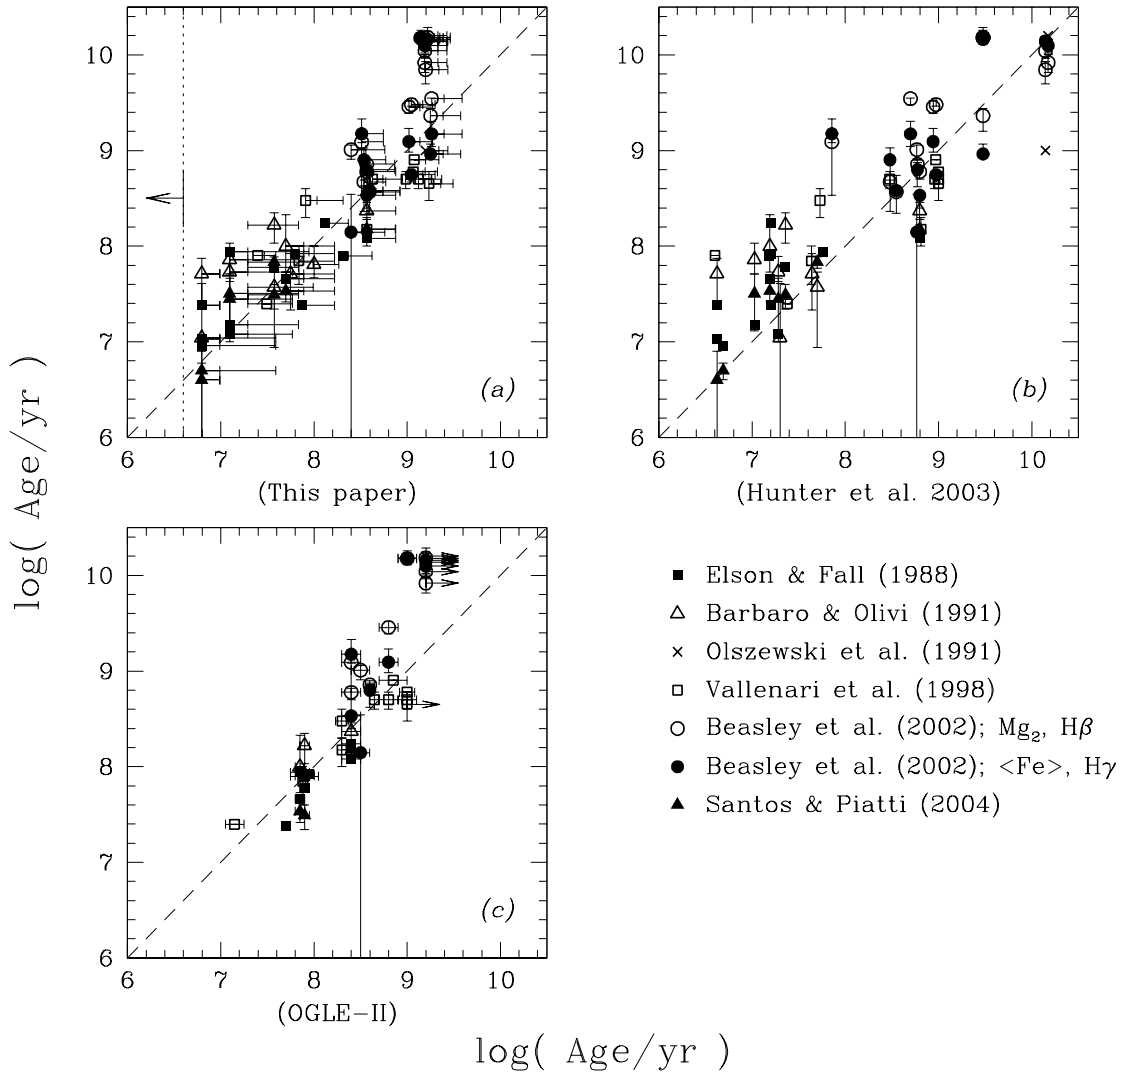 10
9
8
7
6
(a)
6 7 8 9 10
(This paper)
10
9
8
7
6
(b)
6 7 8 9 10
(Hunter et al. 2003)
log( Age/yr )
10
9
8
7
6
(c)
6 7 8 9 10
(OGLE-II)
Elson & Fall (1988)
Barbaro & Olivi (1991)
Olszewski et al. (1991)
Vallenari et al. (1998)
Beasley et al. (2002); Mg₂, Hβ
Beasley et al. (2002); <Fe>, Hγ
Santos & Piatti (2004)
log( Age/yr )